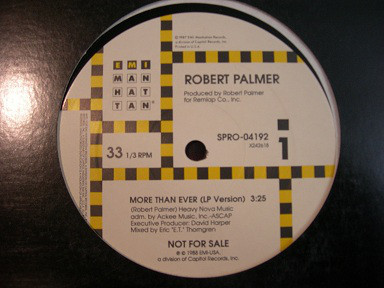 EMI
MAN
HAT
TAN
ROBERT PALMER
Produced by Robert Palmer
for Remlap Co., Inc.
SPRO-04192
33 1/3 RPM
1
MORE THAN EVER (LP Version) 3:25
(Robert Palmer) Heavy Nova Music
adm. by Ackee Music, Inc.-ASCAP
Executive Producer: David Harper
Mixed by Eric "E.T." Thorngren
NOT FOR SALE
℗ © 1988 EMI-USA,
a division of Capitol Records, Inc.